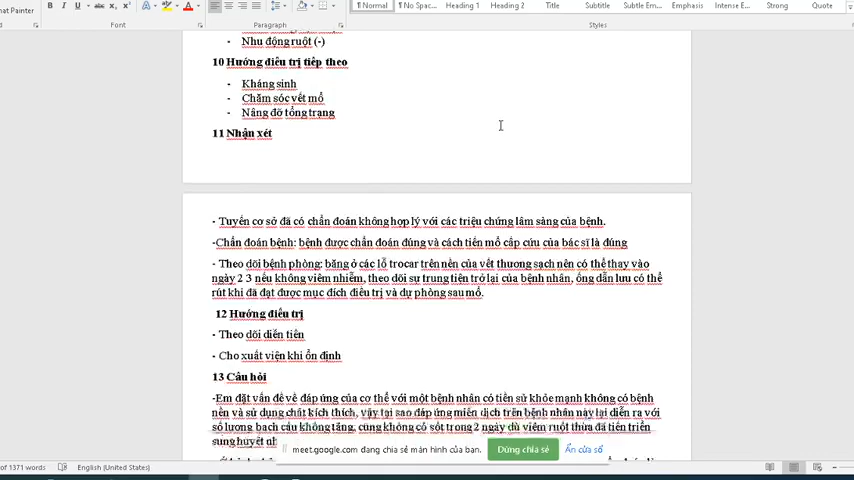 mat Painter
B I U abc x₂ x² A aby A
Font
Paragraph
¶ Normal ¶ No Spac... Heading 1 Heading 2 Title Subtitle Subtle Em... Emphasis Intense E... Strong Quote
Styles
- Nhu động ruột (-)
10 Hướng điều trị tiếp theo
- Kháng sinh
- Chăm sóc vết mổ
- Nâng đỡ tổng trạng
11 Nhận xét
- Tuyến cơ sở đã có chẩn đoán không hợp lý với các triệu chứng lâm sàng của bệnh.
-Chẩn đoán bệnh: bệnh được chẩn đoán đúng và cách tiến mổ cấp cứu của bác sĩ là đúng
- Theo dõi bệnh phòng: băng ở các lỗ trocar trên nền của vết thương sạch nên có thể thay vào
ngày 2 3 nếu không viêm nhiễm, theo dõi sự trung tiện trở lại của bệnh nhân, ống dẫn lưu có thể
rút khi đã đạt được mục đích điều trị và dự phòng sau mổ.
12 Hướng điều trị
- Theo dõi diễn tiến
- Cho xuất viện khi ổn định
13 Câu hỏi
-Em đặt vấn đề về đáp ứng của cơ thể với một bệnh nhân có tiền sử khỏe mạnh không có bệnh
nền và sử dụng chất kích thích, vậy tại sao đáp ứng miễn dịch trên bệnh nhân này lại diễn ra với
số lượng bạch cầu không tăng, cũng không có sốt trong 2 ngày dù viêm ruột thừa đã tiến triển
sung huyết
meet.google.com đang chia sẻ màn hình của bạn. Dừng chia sẻ Ẩn cửa sổ
of 1371 words English (United States)